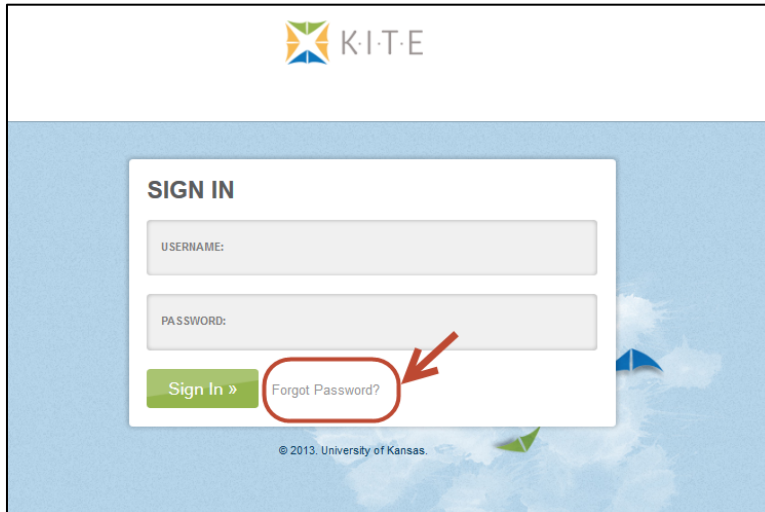 K·I·T·E
SIGN IN
USERNAME:
PASSWORD:
Sign In »
Forgot Password?
© 2013. University of Kansas.